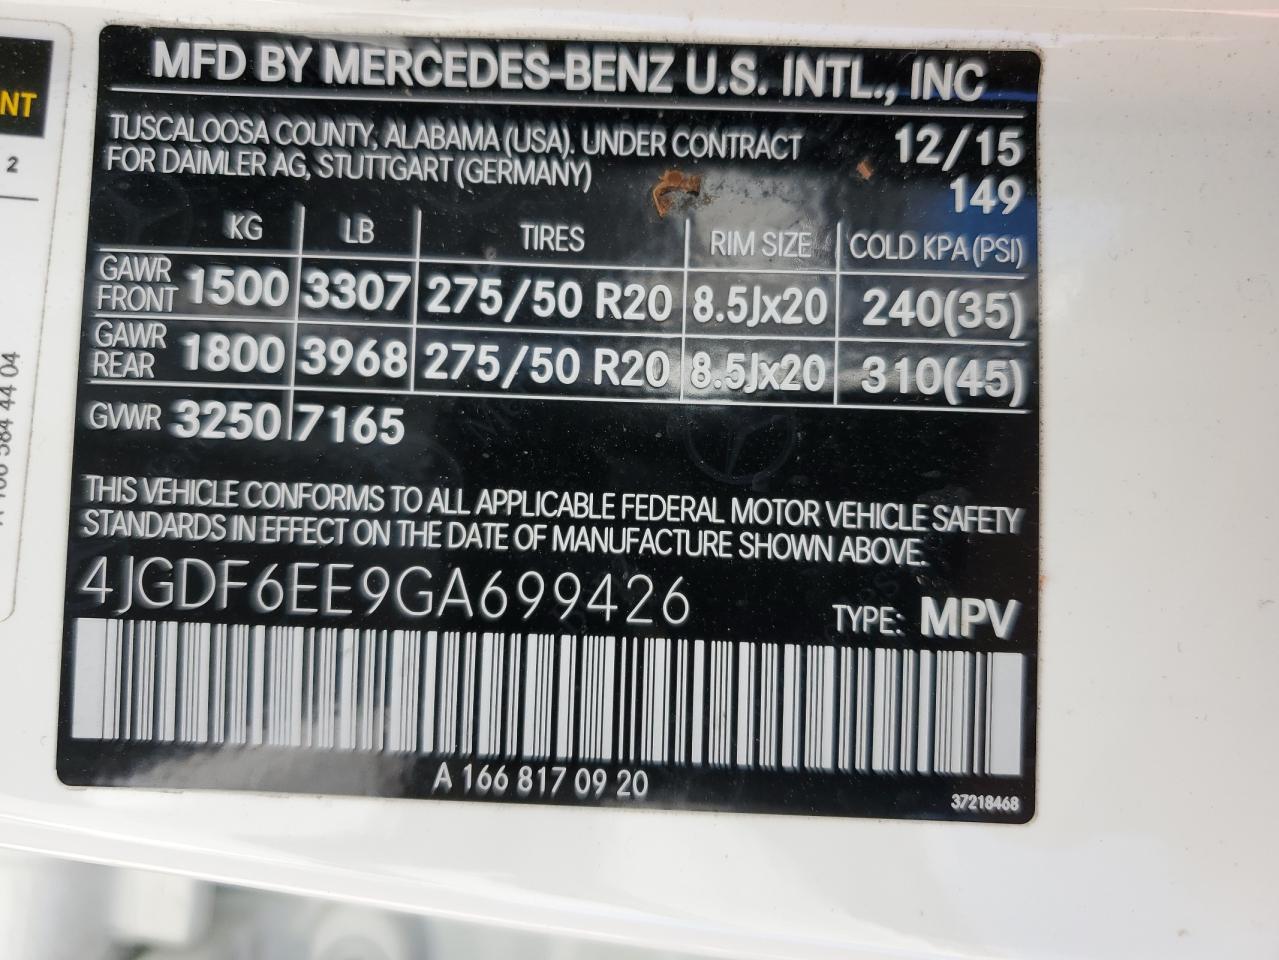 MFD BY MERCEDES-BENZ U.S. INTL., INC
TUSCALOOSA COUNTY, ALABAMA (USA). UNDER CONTRACT 12/15
FOR DAIMLER AG, STUTTGART (GERMANY)
149
KG LB TIRES RIM SIZE COLD KPA (PSI)
GAWR FRONT 1500 3307 275/50 R20 8.5Jx20 240(35)
GAWR REAR 1800 3968 275/50 R20 8.5Jx20 310(45)
GVWR 3250 7165
THIS VEHICLE CONFORMS TO ALL APPLICABLE FEDERAL MOTOR VEHICLE SAFETY
STANDARDS IN EFFECT ON THE DATE OF MANUFACTURE SHOWN ABOVE.
4JGDF6EE9GA699426
TYPE: MPV
A 166 817 09 20
37218468
NT
2
584 44 04